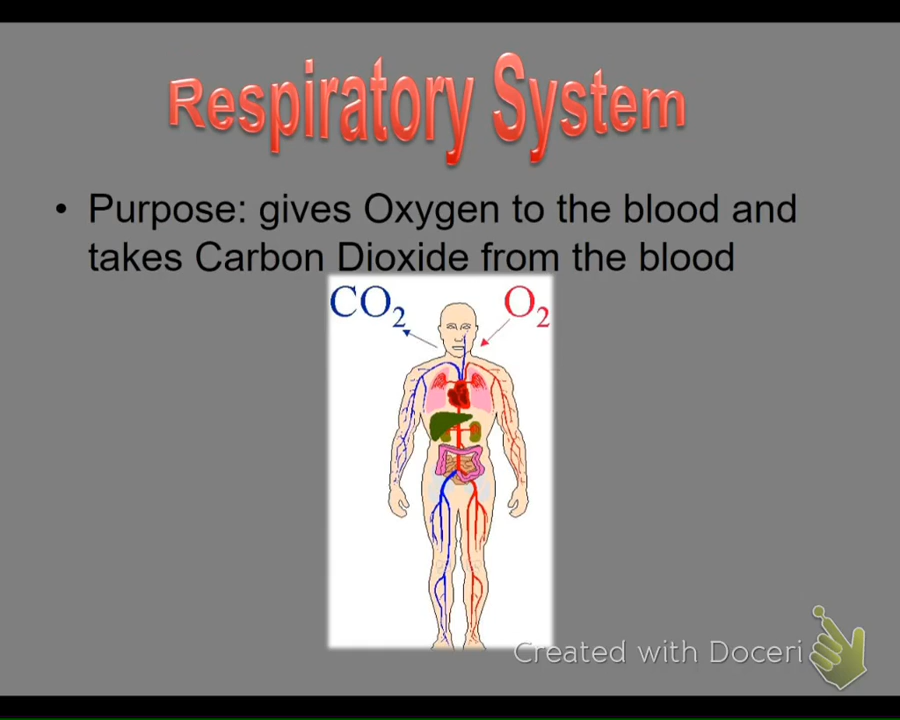 Respiratory System
• Purpose: gives Oxygen to the blood and
takes Carbon Dioxide from the blood
CO₂ O₂
Created with Doceri